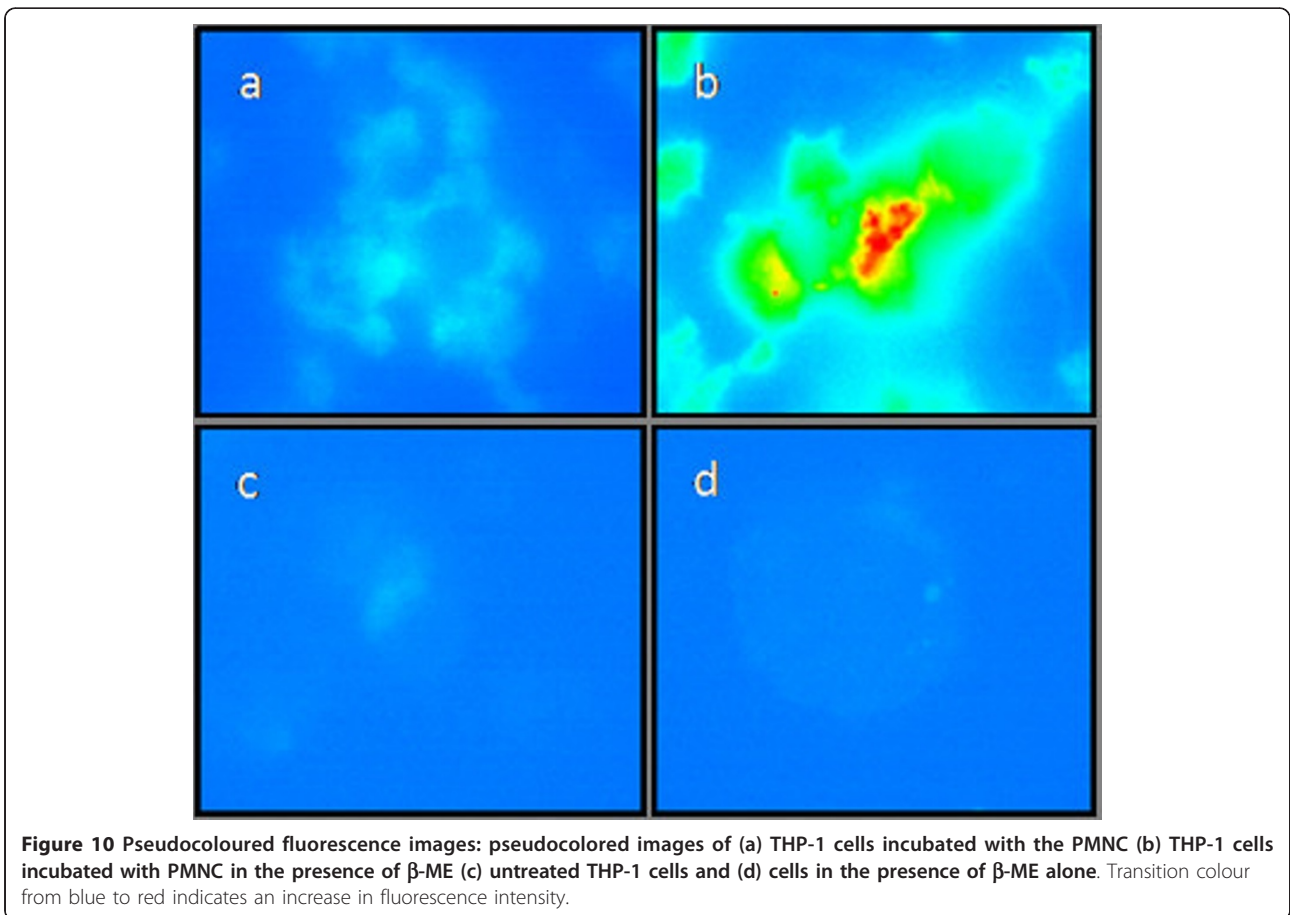 a
b
c
d
Figure 10 Pseudocoloured fluorescence images: pseudocolored images of (a) THP-1 cells incubated with the PMNC (b) THP-1 cells
incubated with PMNC in the presence of β-ME (c) untreated THP-1 cells and (d) cells in the presence of β-ME alone. Transition colour
from blue to red indicates an increase in fluorescence intensity.